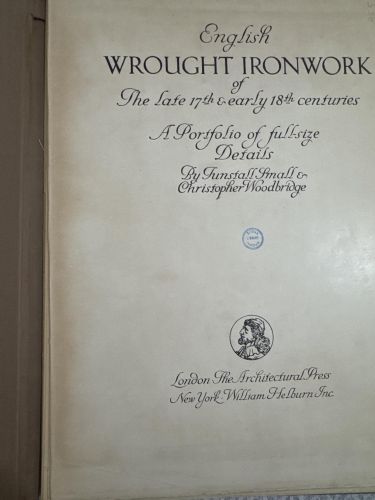 English
WROUGHT IRONWORK
of
The late 17th & early 18th centuries
A Portfolio of full-size
Details
By Tunstall Small &
Christopher Woodbridge
London The Architectural Press
New York: William Helburn Inc.